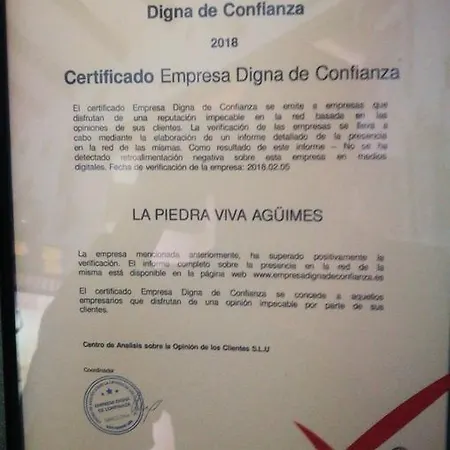 Digna de Confianza
2018
Certificado Empresa Digna de Confianza
El certificado Empresa Digna de Confianza se emite a empresas que
disfrutan de una reputación impecable en la red basada en las
opiniones de sus clientes. La verificación de las empresas se lleva a
cabo mediante la elaboración de un informe detallado de la presencia
en la red de las mismas. Como resultado de este informe – No se ha
detectado retroalimentación negativa sobre esta empresa en medios
digitales. Fecha de verificación de la empresa: 2018.02.05
LA PIEDRA VIVA AGÜIMES
La empresa mencionada anteriormente, ha superado positivamente la
verificación. El informe completo sobre la presencia en la red de la
misma está disponible en la página web www.empresadignadeconfianza.es
El certificado Empresa Digna de Confianza se concede a aquellos
empresarios que disfrutan de una opinión impecable por parte de sus
clientes.
Centro de Analisis sobre la Opinión de los Clientes S.L.U
Coordinador
EMPRESA DIGNA
DE CONFIANZA